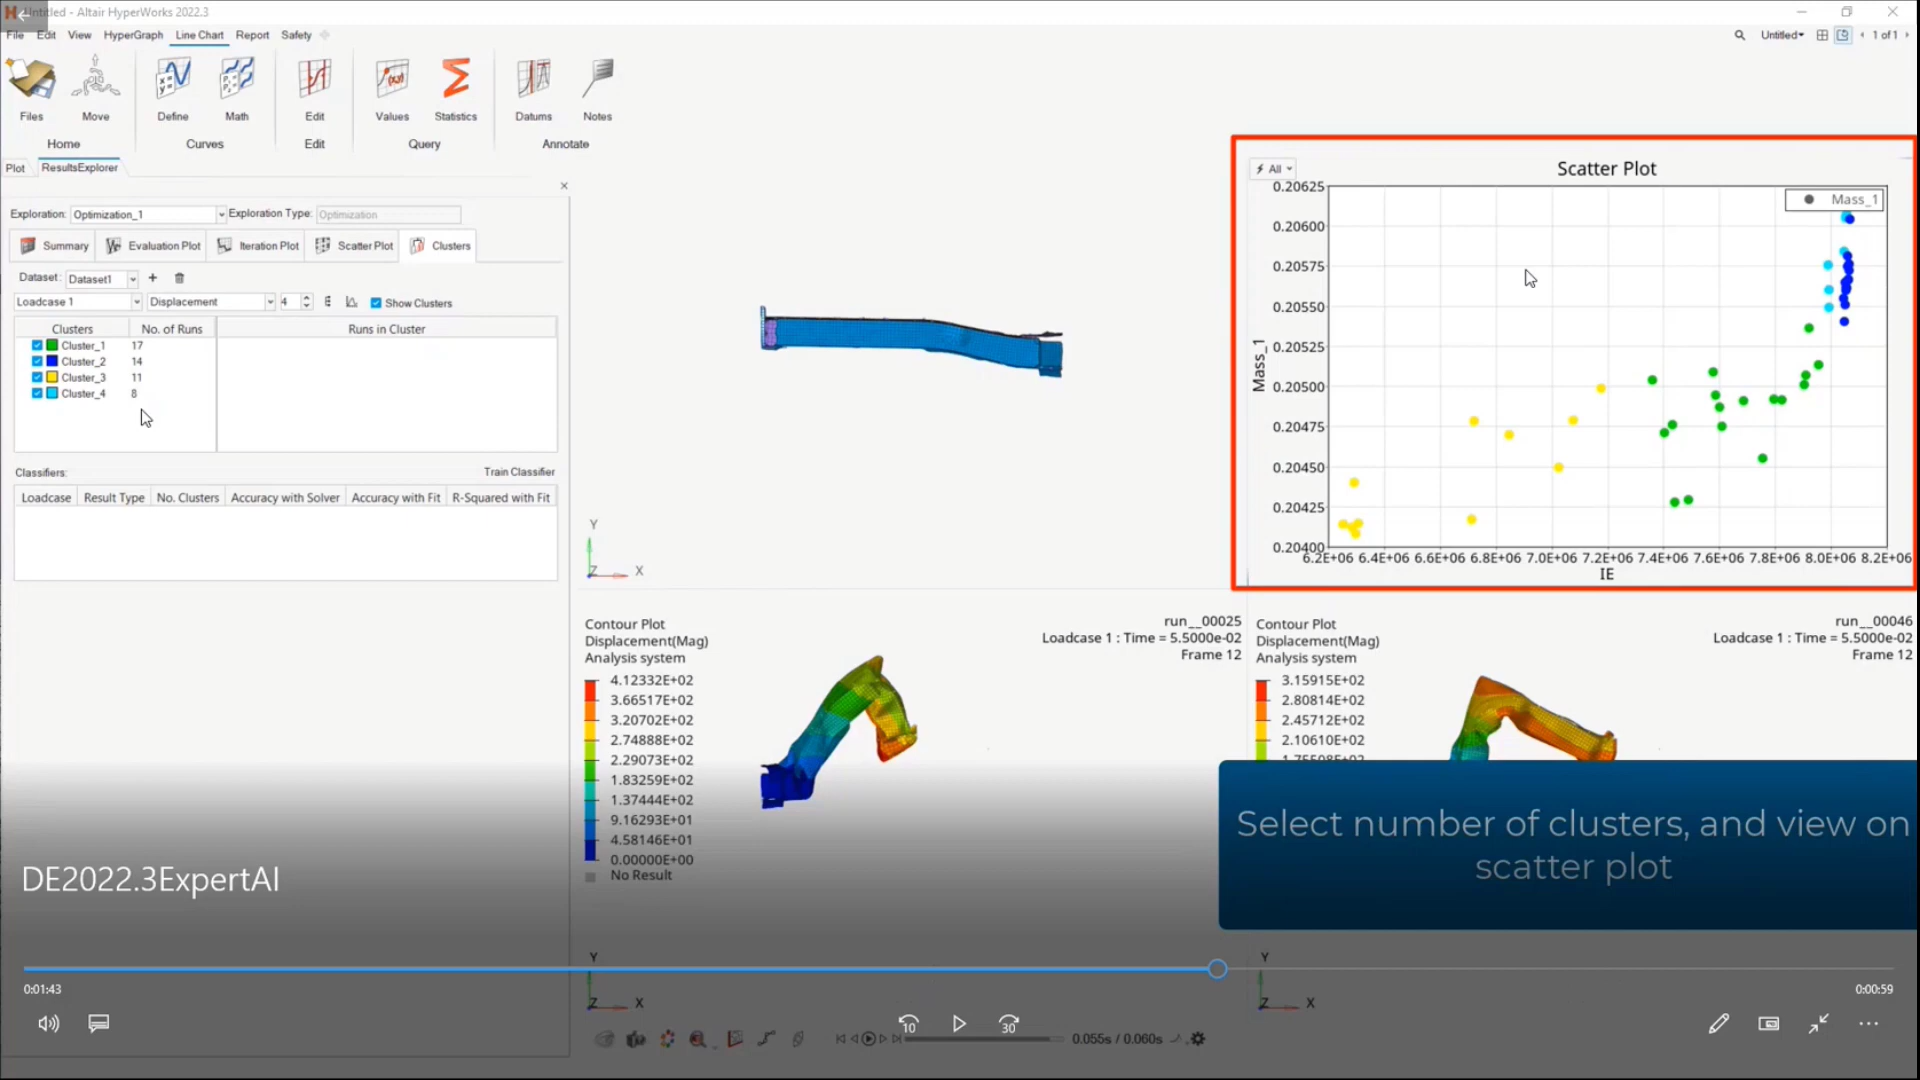 Untitled - Altair HyperWorks 2022.3
File Edit View HyperGraph Line Chart Report Safety
Untitled 1 of 1
Files Move Define Math Edit Values Statistics Datums Notes
Home Curves Edit Query Annotate
Plot ResultsExplorer
Exploration: Optimization_1 Exploration Type: Optimization
Summary Evaluation Plot Iteration Plot Scatter Plot Clusters
Dataset: Dataset1
Loadcase 1 Displacement 4 Show Clusters
Clusters No. of Runs Runs in Cluster
Cluster_1 17
Cluster_2 14
Cluster_3 11
Cluster_4 8
Classifiers: Train Classifier
Loadcase Result Type No. Clusters Accuracy with Solver Accuracy with Fit R-Squared with Fit
Y
Z X
All
Scatter Plot
Mass_1
0.20625
0.20600
0.20575
0.20550
0.20525
0.20500
0.20475
0.20450
0.20425
0.20400
Mass_1
6.2E+06 6.4E+06 6.6E+06 6.8E+06 7.0E+06 7.2E+06 7.4E+06 7.6E+06 7.8E+06 8.0E+06 8.2E+06
IE
Contour Plot
Displacement(Mag)
Analysis system
run__00025
Loadcase 1 : Time = 5.5000e-02
Frame 12
4.12332E+02
3.66517E+02
3.20702E+02
2.74888E+02
2.29073E+02
1.83259E+02
1.37444E+02
9.16293E+01
4.58146E+01
0.00000E+00
No Result
Y
Z X
Contour Plot
Displacement(Mag)
Analysis system
run__00046
Loadcase 1 : Time = 5.5000e-02
Frame 12
3.15915E+02
2.80814E+02
2.45712E+02
2.10610E+02
1.75508E+02
Y
Z X
Select number of clusters, and view on
scatter plot
DE2022.3ExpertAI
0:01:43
0:00:59
10
30
0.055s / 0.060s